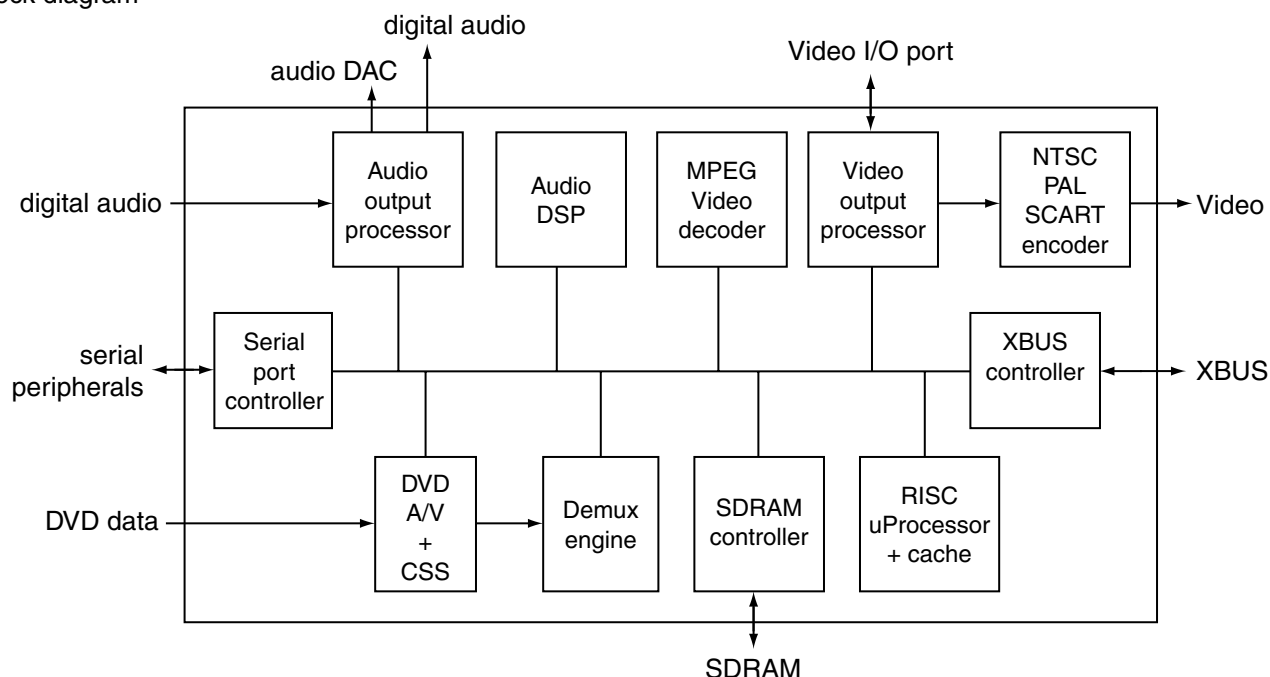 digital audio
audio DAC
Video I/O port
Audio
output
processor
Audio
DSP
MPEG
Video
decoder
Video
output
processor
NTSC
PAL
SCART
encoder
digital audio
Video
Serial
port
controller
XBUS
controller
serial
peripherals
XBUS
DVD
A/V
+
CSS
Demux
engine
SDRAM
controller
RISC
uProcessor
+ cache
DVD data
SDRAM